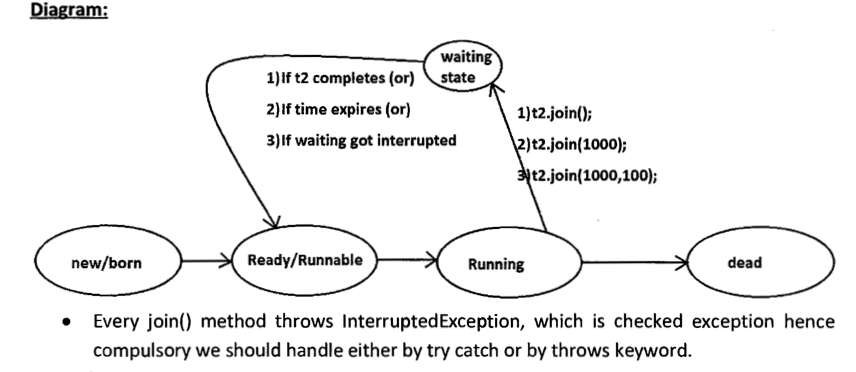 Diagram:
waiting
state
1)If t2 completes (or)
2)If time expires (or)
3)If waiting got interrupted
1)t2.join();
2)t2.join(1000);
3)t2.join(1000,100);
new/born
Ready/Runnable
Running
dead
• Every join() method throws InterruptedException, which is checked exception hence
compulsory we should handle either by try catch or by throws keyword.